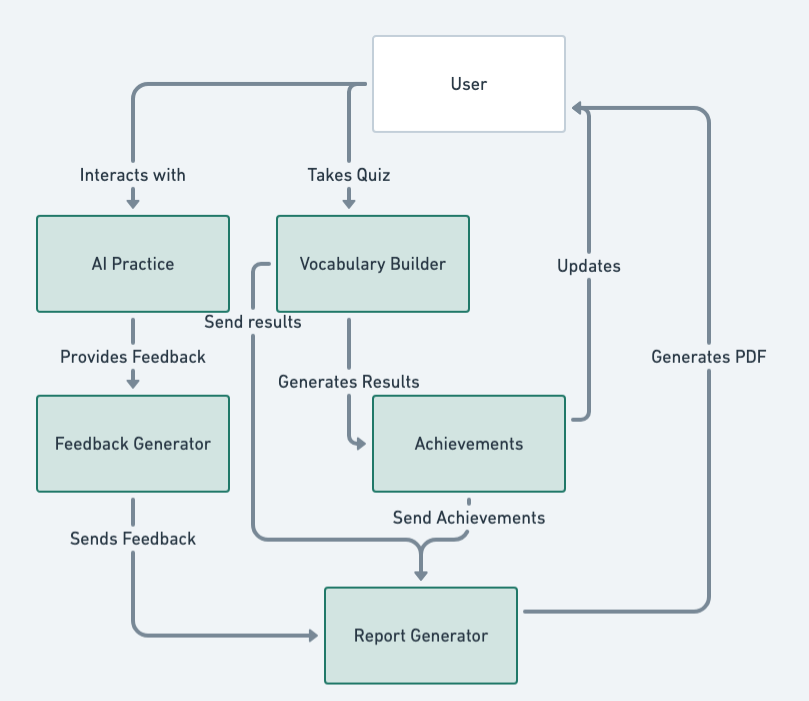 User
Interacts with
Takes Quiz
AI Practice
Vocabulary Builder
Updates
Send results
Provides Feedback
Generates PDF
Generates Results
Feedback Generator
Achievements
Send Achievements
Sends Feedback
Report Generator